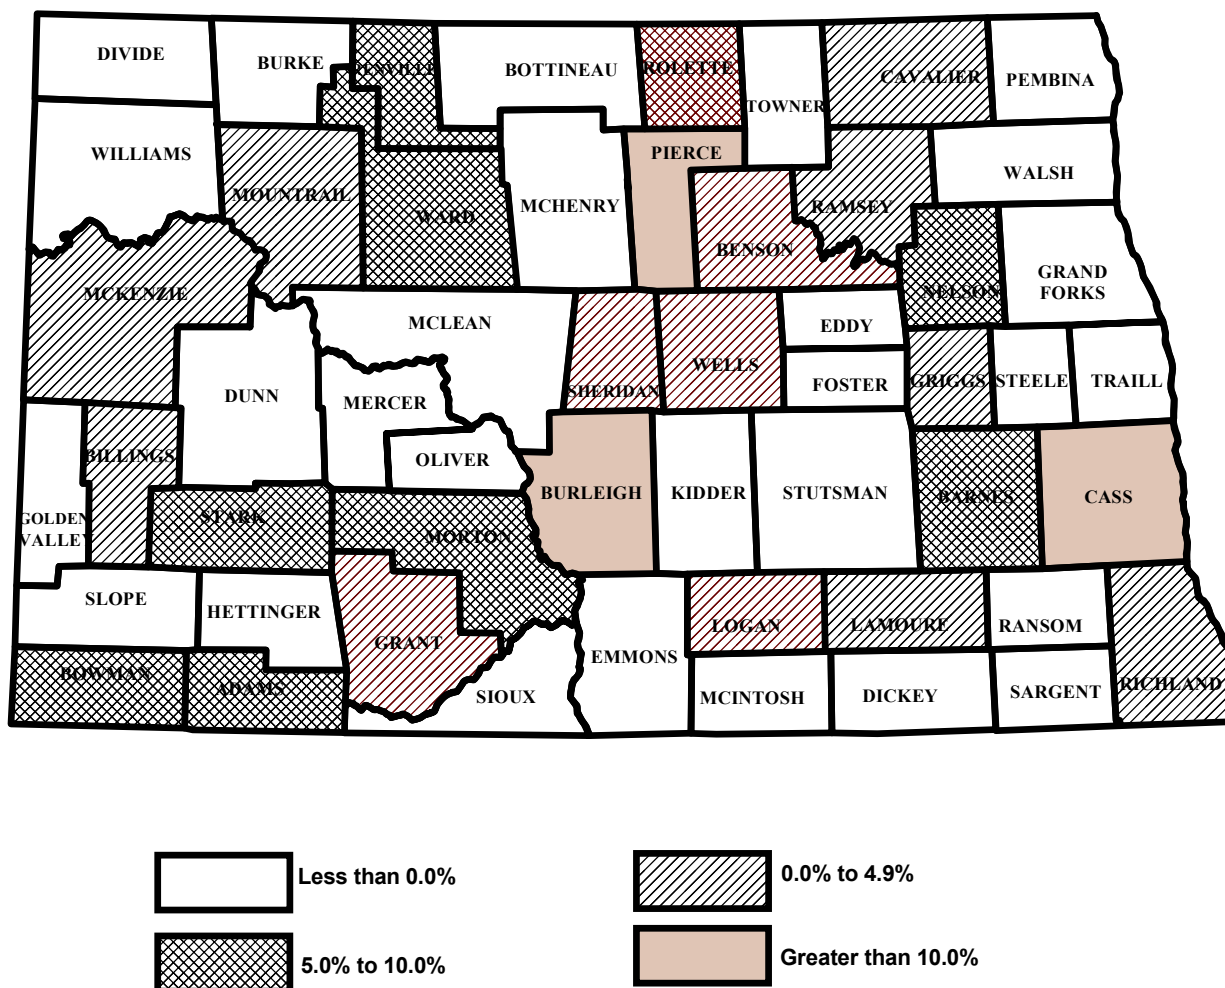 DIVIDE
BURKE
RENVILLE
BOTTINEAU
ROLETTE
TOWNER
CAVALIER
PEMBINA
WILLIAMS
MOUNTRAIL
WARD
MCHENRY
PIERCE
BENSON
RAMSEY
WALSH
NELSON
GRAND
FORKS
MCKENZIE
DUNN
MCLEAN
MERCER
OLIVER
SHERIDAN
WELLS
EDDY
FOSTER
GRIGGS
STEELE
TRAILL
BILLINGS
GOLDEN
VALLEY
STARK
MORTON
BURLEIGH
KIDDER
STUTSMAN
BARNES
CASS
SLOPE
HETTINGER
GRANT
BOWMAN
ADAMS
SIOUX
EMMONS
LOGAN
LAMOURE
RANSOM
MCINTOSH
DICKEY
SARGENT
RICHLAND
Less than 0.0%
0.0% to 4.9%
5.0% to 10.0%
Greater than 10.0%